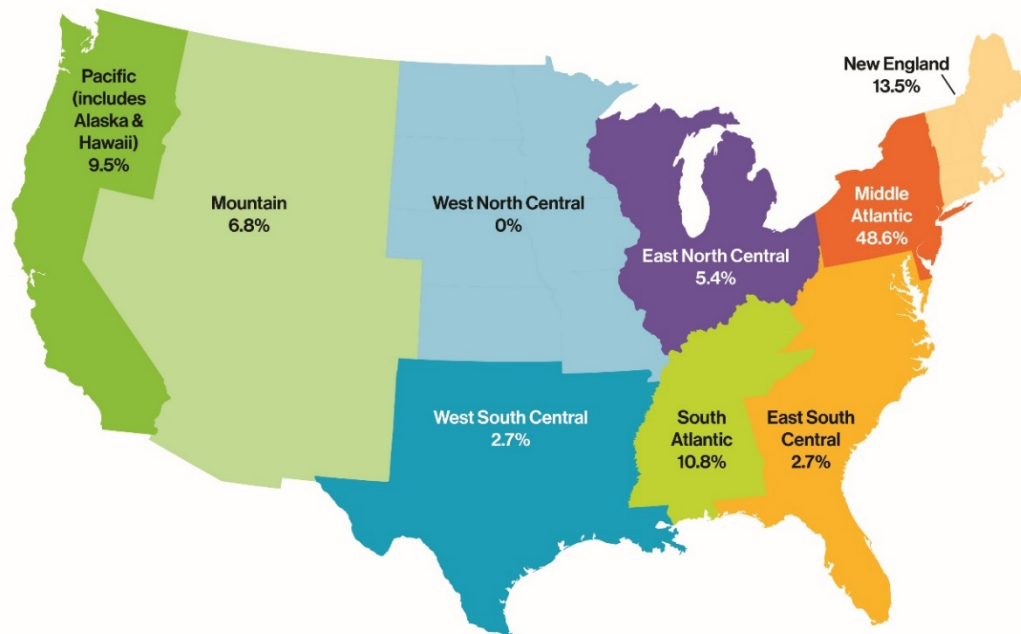 New England
13.5%
Pacific
(includes
Alaska &
Hawaii)
9.5%
Mountain
6.8%
West North Central
0%
Middle
Atlantic
48.6%
East North Central
5.4%
West South Central
2.7%
South
Atlantic
10.8%
East South
Central
2.7%